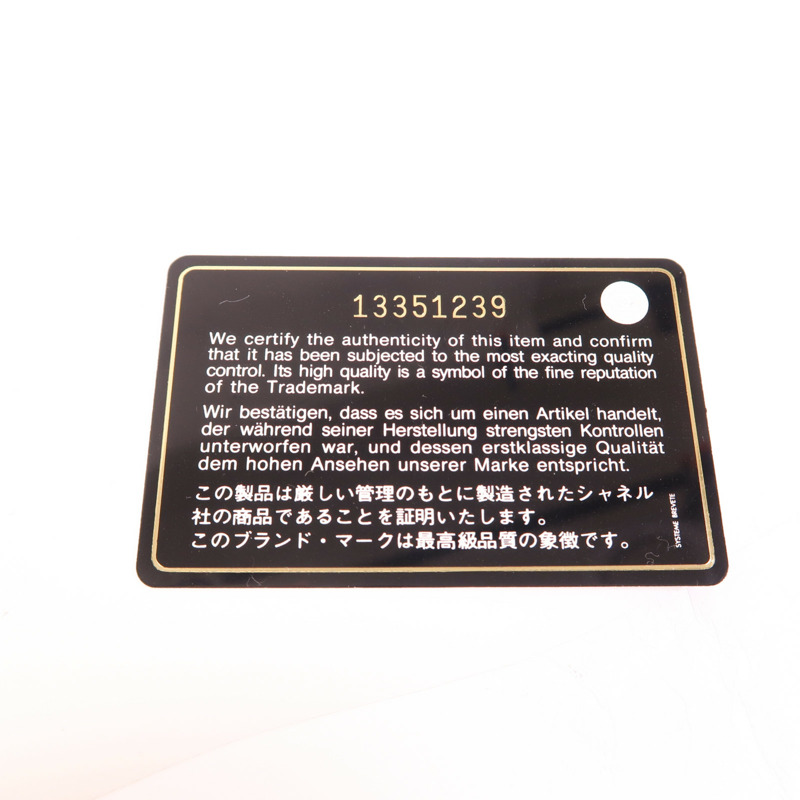 13351239
We certify the authenticity of this item and confirm
that it has been subjected to the most exacting quality
control. Its high quality is a symbol of the fine reputation
of the Trademark.
Wir bestätigen, dass es sich um einen Artikel handelt,
der während seiner Herstellung strengsten Kontrollen
unterworfen war, und dessen erstklassige Qualität
dem hohen Ansehen unserer Marke entspricht.
この製品は厳しい管理のもとに製造されたシャネル
社の商品であることを証明いたします。
このブランド・マークは最高級品質の象徴です。
SYSTEME BREVETE